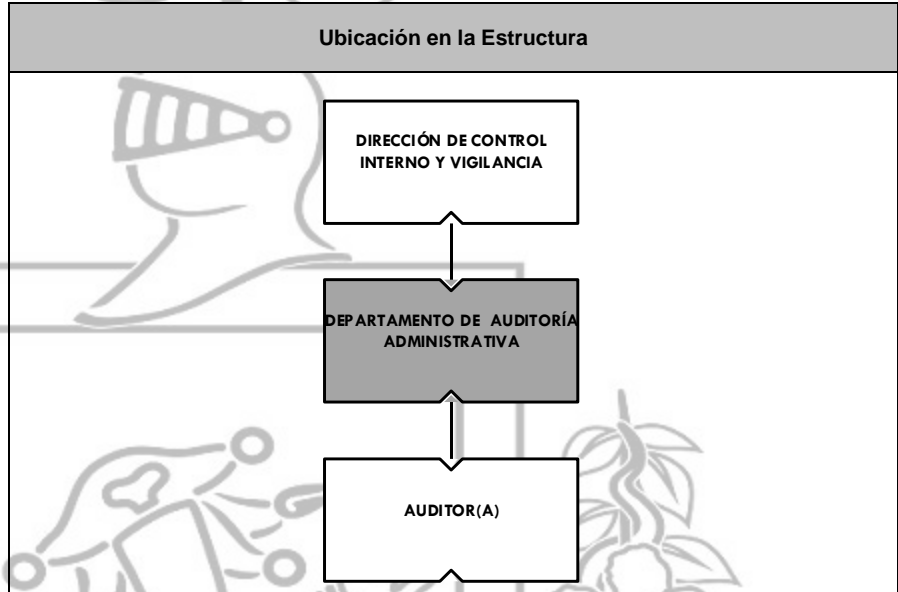 Ubicación en la Estructura
DIRECCIÓN DE CONTROL
INTERNO Y VIGILANCIA
DEPARTAMENTO DE AUDITORÍA
ADMINISTRATIVA
AUDITOR(A)